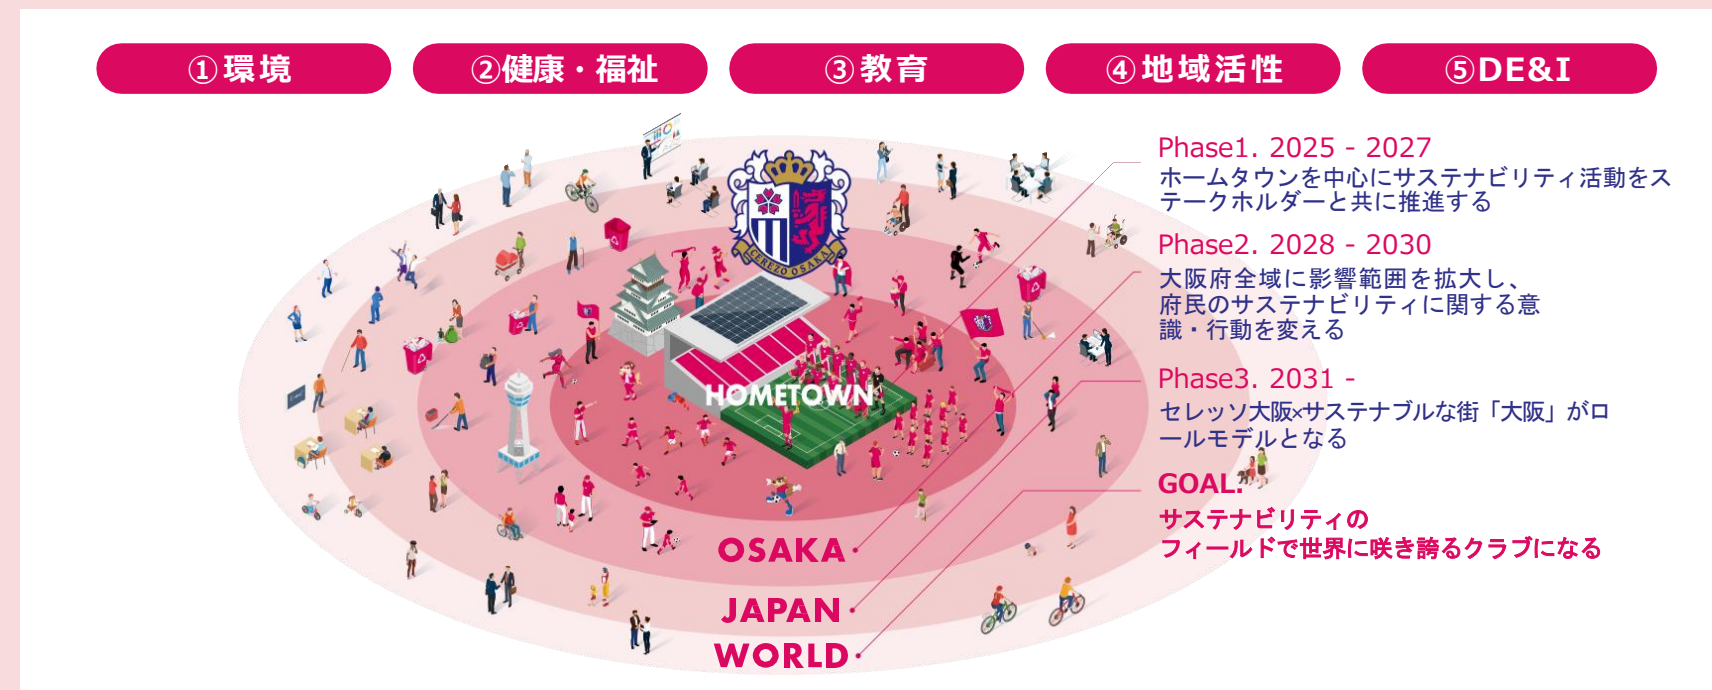 ①環境
②健康・福祉
③教育
④地域活性
⑤DE&I
Phase1. 2025 - 2027
ホームタウンを中心にサステナビリティ活動をス
テークホルダーと共に推進する
Phase2. 2028 - 2030
大阪府全域に影響範囲を拡大し、
府民のサステナビリティに関する意
識・行動を変える
Phase3. 2031 -
セレッソ大阪×サステナブルな街「大阪」がロ
ールモデルとなる
GOAL.
サステナビリティの
フィールドで世界に咲き誇るクラブになる
CEREZO OSAKA
HOMETOWN
OSAKA
JAPAN
WORLD